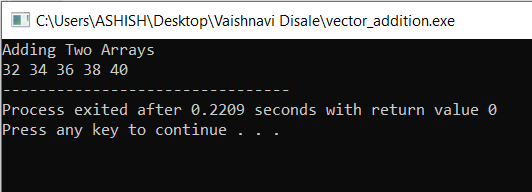 C:\Users\ASHISH\Desktop\Vaishnavi Disale\vector_addition.exe
Adding Two Arrays
32 34 36 38 40
--------------------------------
Process exited after 0.2209 seconds with return value 0
Press any key to continue . . .